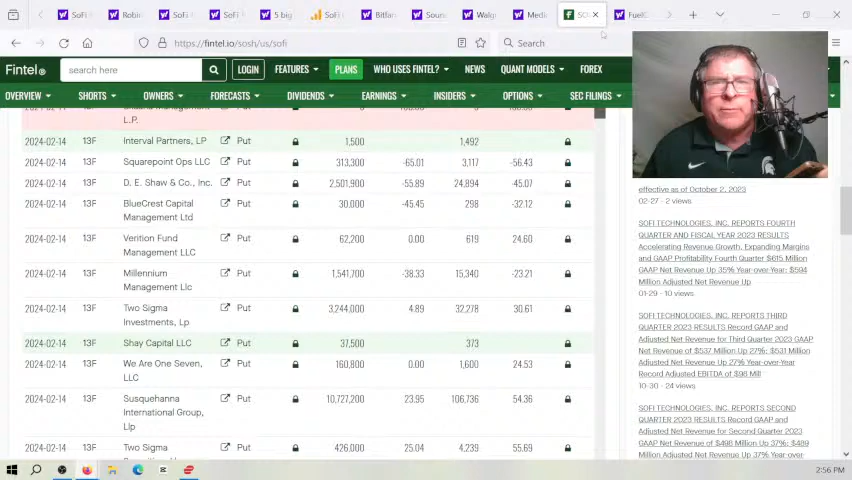 SoFi
Robin
SoFi
SoFi
5 big
SoFi
Bitfarm
Soun
Walg
Medi
SO
Fuel
https://fintel.io/sosh/us/sofi
Search
Fintel
search here
LOGIN
FEATURES
PLANS
WHO USES FINTEL?
NEWS
QUANT MODELS
FOREX
OVERVIEW
SHORTS
OWNERS
FORECASTS
DIVIDENDS
EARNINGS
INSIDERS
OPTIONS
SEC FILINGS
L.P.
2024-02-14 13F Interval Partners, LP Put 1,500 1,492
2024-02-14 13F Squarepoint Ops LLC Put 313,300 -65.01 3,117 -56.43
2024-02-14 13F D. E. Shaw & Co., Inc. Put 2,501,900 -55.89 24,894 -45.07
2024-02-14 13F BlueCrest Capital Put 30,000 -45.45 298 -32.12
Management Ltd
2024-02-14 13F Verition Fund Put 62,200 0.00 619 24.60
Management LLC
2024-02-14 13F Millennium Put 1,541,700 -38.33 15,340 -23.21
Management Llc
2024-02-14 13F Two Sigma Put 3,244,000 4.89 32,278 30.61
Investments, Lp
2024-02-14 13F Shay Capital LLC Put 37,500 373
2024-02-14 13F We Are One Seven, Put 160,800 0.00 1,600 24.53
LLC
2024-02-14 13F Susquehanna Put 10,727,200 23.95 106,736 54.36
International Group,
Llp
2024-02-14 13F Two Sigma Put 426,000 25.04 4,239 55.69
effective as of October 2, 2023
02-27 - 2 views
SOFI TECHNOLOGIES, INC. REPORTS FOURTH
QUARTER AND FISCAL YEAR 2023 RESULTS
Accelerating Revenue Growth, Expanding Margins
and GAAP Profitability Fourth Quarter $615 Million
GAAP Net Revenue Up 35% Year-over-Year; $594
Million Adjusted Net Revenue Up
01-29 - 10 views
SOFI TECHNOLOGIES, INC. REPORTS THIRD
QUARTER 2023 RESULTS Record GAAP and
Adjusted Net Revenue for Third Quarter 2023 GAAP
Net Revenue of $537 Million Up 27%; $531 Million
Adjusted Net Revenue Up 27% Year-over-Year
Record Adjusted EBITDA of $98 Mill
10-30 - 24 views
SOFI TECHNOLOGIES, INC. REPORTS SECOND
QUARTER 2023 RESULTS Record GAAP and
Adjusted Net Revenue for Second Quarter 2023
GAAP Net Revenue of $498 Million Up 37%; $489
Million Adjusted Net Revenue Up 37% Year-over-
2:56 PM